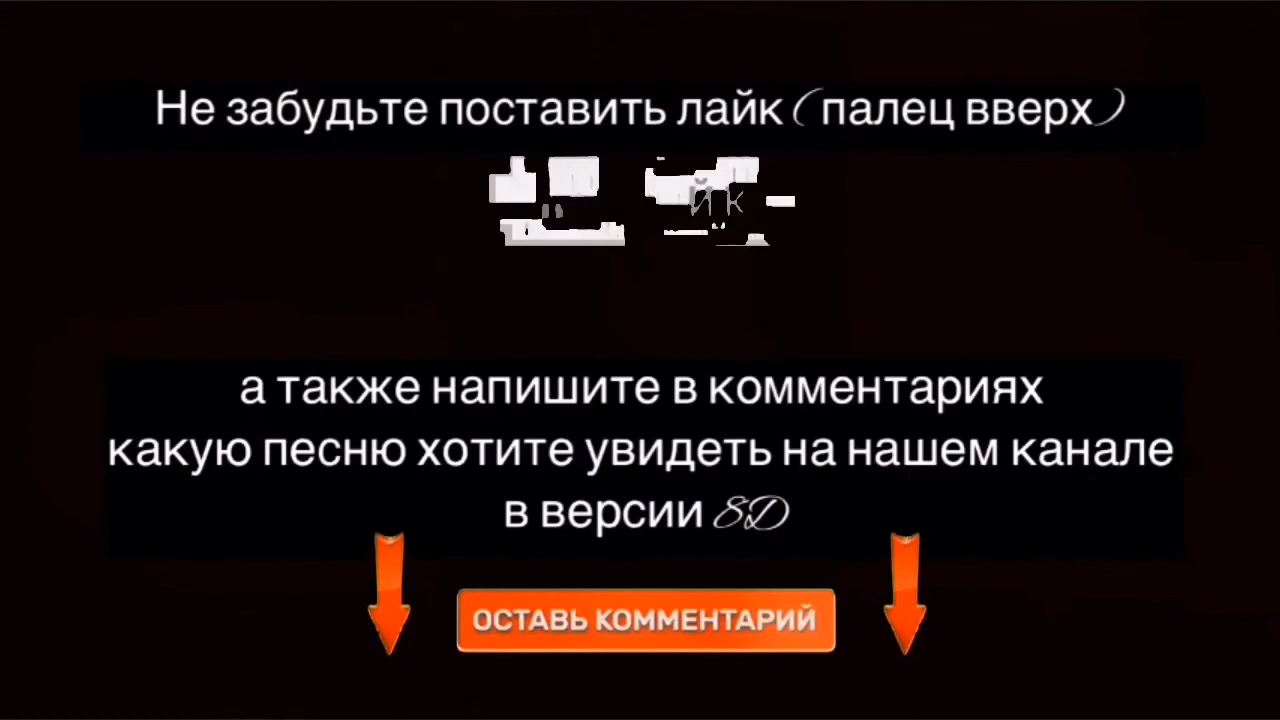 Не забудьте поставить лайк (палец вверх)
а также напишите в комментариях
какую песню хотите увидеть на нашем канале
в версии 8D
ОСТАВЬ КОММЕНТАРИЙ